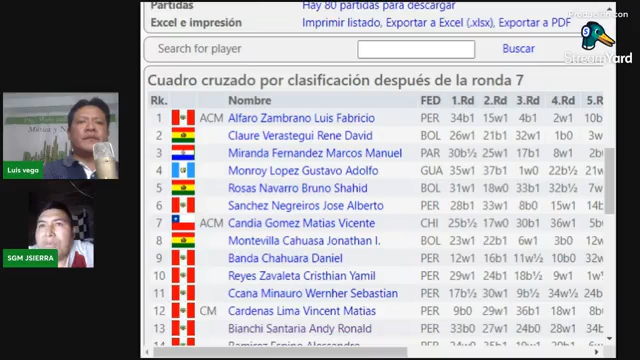 Partidas Hay 80 partidas para descargar
Excel e impresión Imprimir listado, Exportar a Excel (.xlsx), Exportar a PDF
Search for player Buscar
Cuadro cruzado por clasificación después de la ronda 7
Rk. Nombre FED 1.Rd 2.Rd 3.Rd 4.Rd 5.R
1 ACM Alfaro Zambrano Luis Fabricio PER 34b1 15w1 4b1 2w1 10b
2 Claure Verastegui Rene David BOL 26w1 21b1 32w1 1b0 3w
3 Miranda Fernandez Marcos Manuel PAR 30b½ 25w1 17b1 8w1 2b
4 Monroy Lopez Gustavo Adolfo GUA 35w1 37b1 1w0 22b½ 21w
5 Rosas Navarro Bruno Shahid BOL 31w1 18w0 33b1 32b½ 7w
6 Sanchez Negreiros Jose Alberto PER 28b1 33w1 8b0 15w1 14b
7 ACM Candia Gomez Matias Vicente CHI 25b½ 17w0 30b1 36w1 5b
8 Montevilla Cahuasa Jonathan I. BOL 23w1 22b1 6w1 3b0 12w
9 Banda Chahuara Daniel PER 12w1 16b1 11w½ 10b0 32w
10 Reyes Zavaleta Cristhian Yamil PER 29w1 24b1 18b½ 9w1 1w
11 Ccana Minauro Wernher Sebastian PER 17b½ 30w1 9b½ 34w½ 24b
12 CM Cardenas Lima Vincent Matias PER 9b0 29w1 36b1 18w1 8b
13 Bianchi Santaria Andy Ronald PER 33b0 27w1 24b0 28w1 34b
StreamYard
Luis vega
SGM JSIERRA